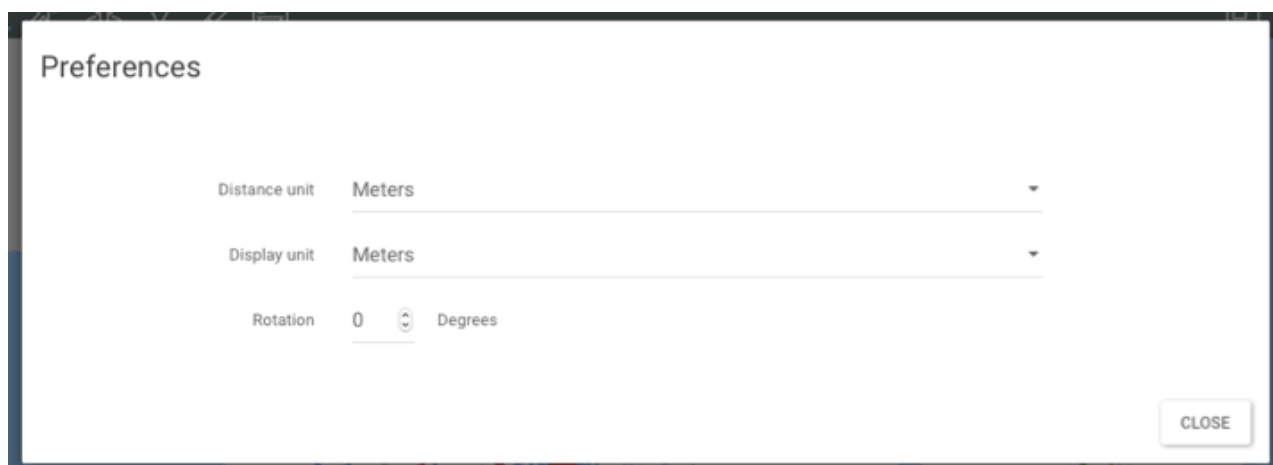 Preferences
Distance unit Meters
Display unit Meters
Rotation 0 Degrees
CLOSE